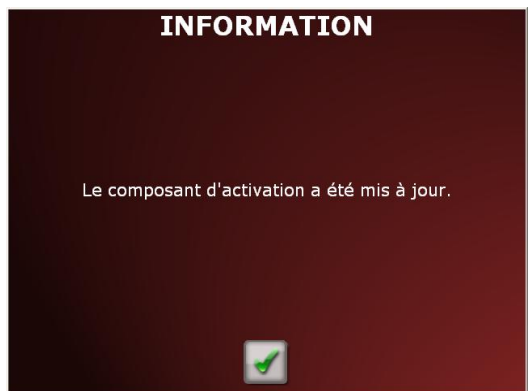 INFORMATION
Le composant d'activation a été mis à jour.